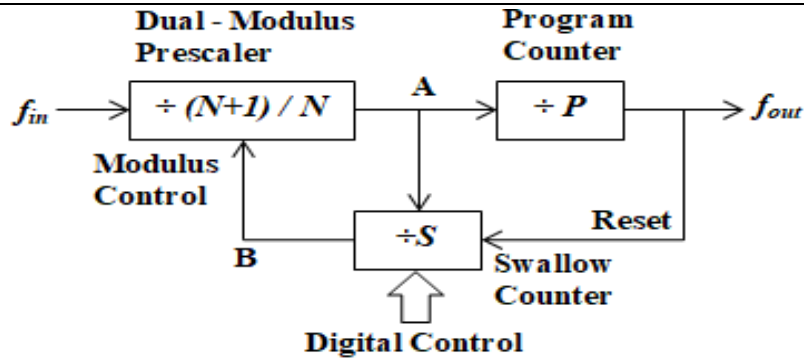 Dual - Modulus
Prescaler
Program
Counter
f_in
÷ (N+1) / N
A
÷ P
f_out
Modulus
Control
B
÷S
Reset
Swallow
Counter
Digital Control